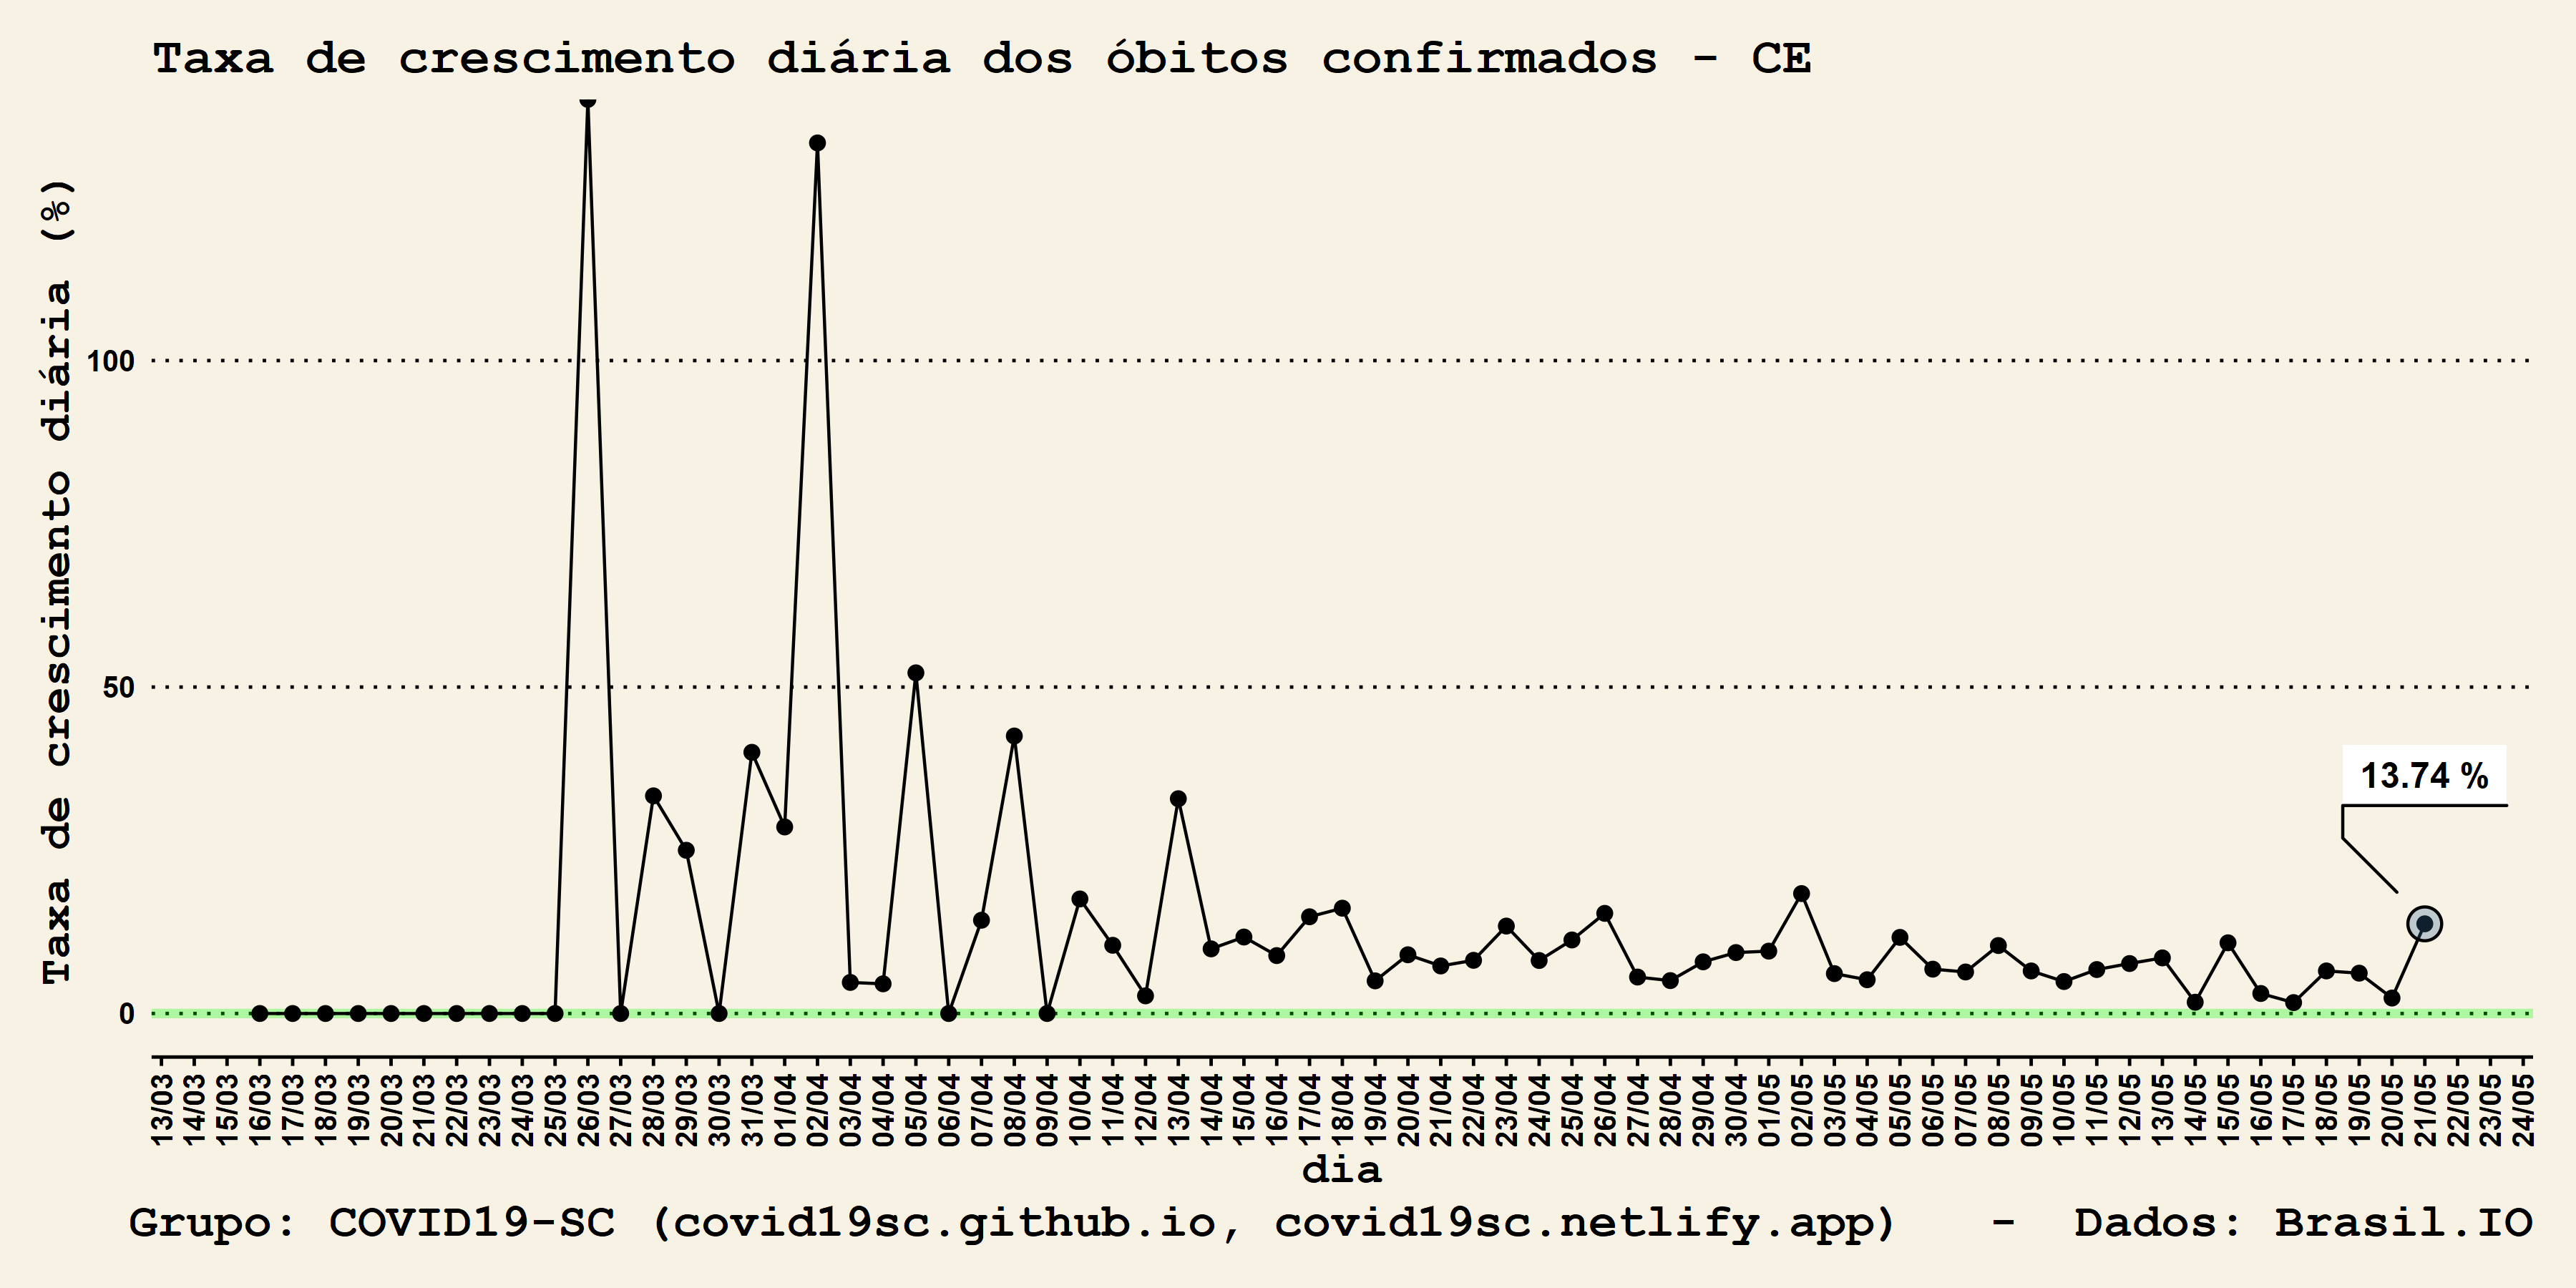 Taxa de crescimento diária dos óbitos confirmados - CE
Taxa de crescimento diária (%)
100
50
0
13.74 %
13/03 14/03 15/03 16/03 17/03 18/03 19/03 20/03 21/03 22/03 23/03 24/03 25/03 26/03 27/03 28/03 29/03 30/03 31/03 01/04 02/04 03/04 04/04 05/04 06/04 07/04 08/04 09/04 10/04 11/04 12/04 13/04 14/04 15/04 16/04 17/04 18/04 19/04 20/04 21/04 22/04 23/04 24/04 25/04 26/04 27/04 28/04 29/04 30/04 01/05 02/05 03/05 04/05 05/05 06/05 07/05 08/05 09/05 10/05 11/05 12/05 13/05 14/05 15/05 16/05 17/05 18/05 19/05 20/05 21/05 22/05 23/05 24/05
dia
Grupo: COVID19-SC (covid19sc.github.io, covid19sc.netlify.app) - Dados: Brasil.IO